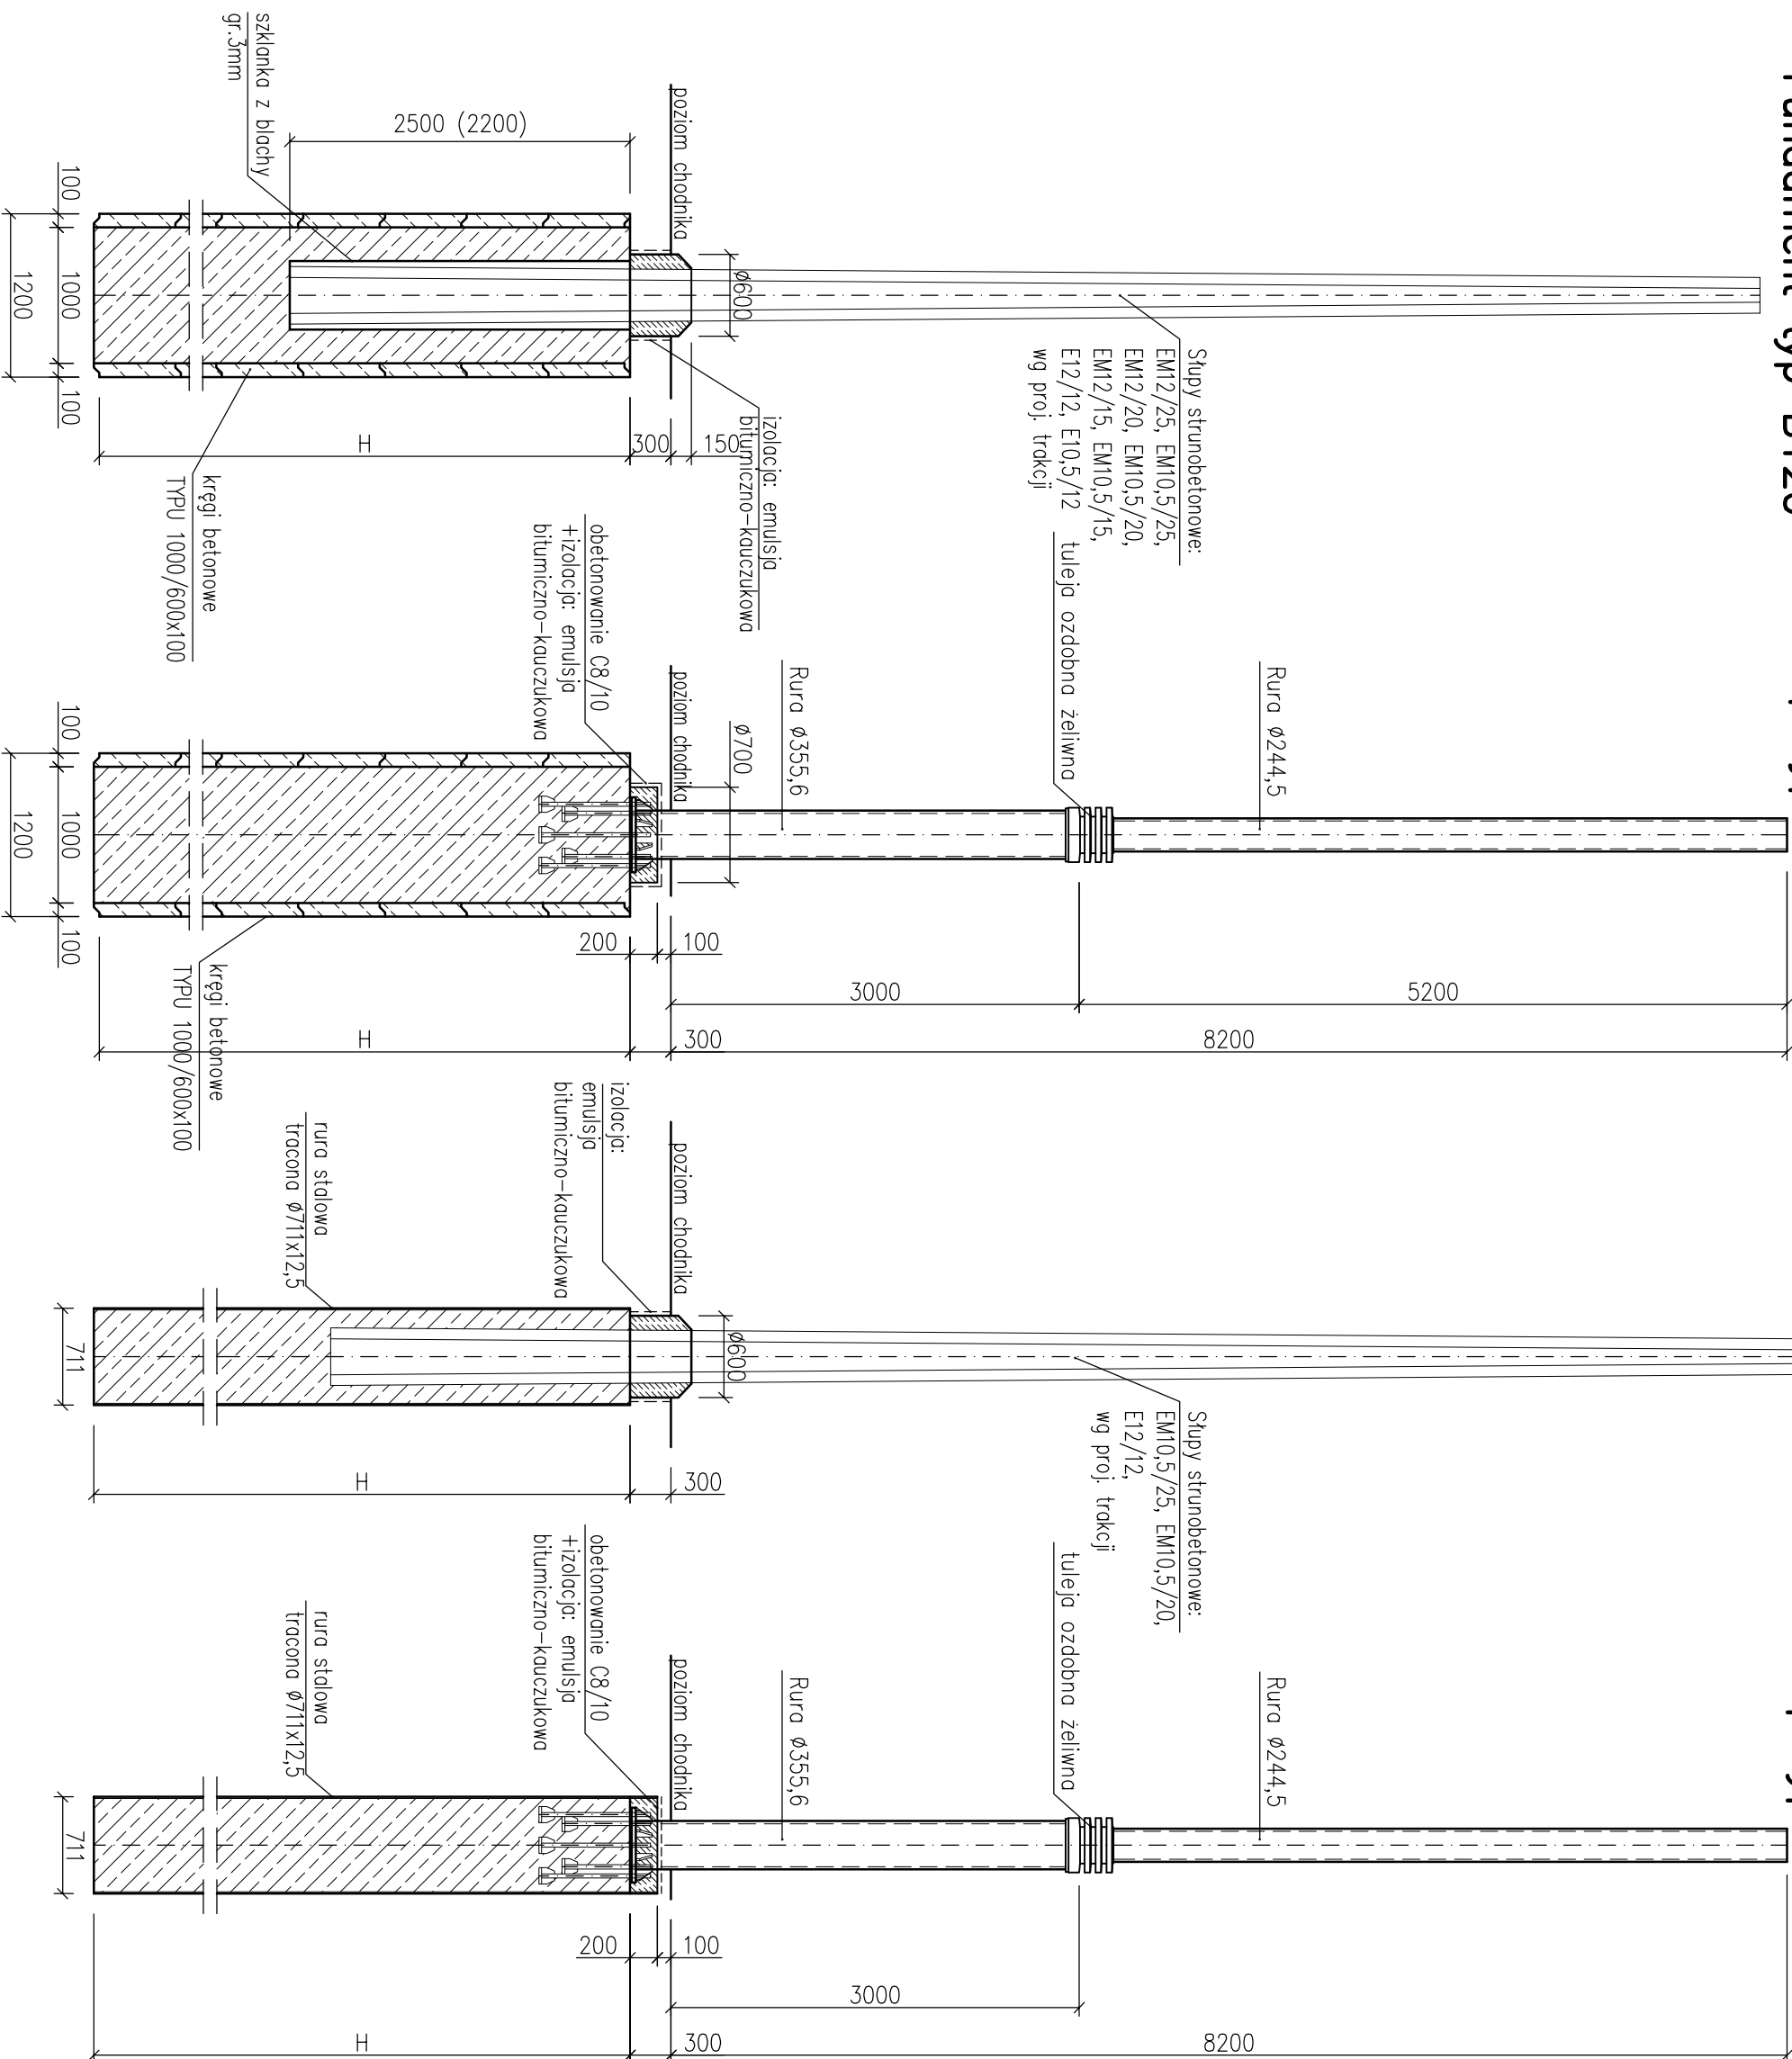 szklanka z blachy
gr.3mm
2500 (2200)
poziom chodnika
ø600
Słupy strunobetonowe:
EM12/25, EM10,5/25,
EM12/20, EM10,5/20,
EM12/15, EM10,5/15,
E12/12, E10,5/12
wg proj. trakcji
izolacja: emulsja
bitumiczno-kauczukowa
100
1000
100
1200
H
300
150
kręgi betonowe
TYPU 1000/600x100
obetonowanie C8/10
+izolacja: emulsja
bitumiczno-kauczukowa
poziom chodnika
ø700
Rura ø355,6
tuleja ozdobna żeliwna
Rura ø244,5
100
1000
100
1200
200
100
3000
5200
H
300
8200
kręgi betonowe
TYPU 1000/600x100
izolacja:
emulsja
bitumiczno-kauczukowa
rura stalowa
tracona ø711x12,5
poziom chodnika
ø600
Słupy strunobetonowe:
EM10,5/25, EM10,5/20,
E12/12,
wg proj. trakcji
711
H
300
obetonowanie C8/10
+izolacja: emulsja
bitumiczno-kauczukowa
rura stalowa
tracona ø711x12,5
poziom chodnika
Rura ø355,6
tuleja ozdobna żeliwna
Rura ø244,5
711
200
100
3000
H
300
8200